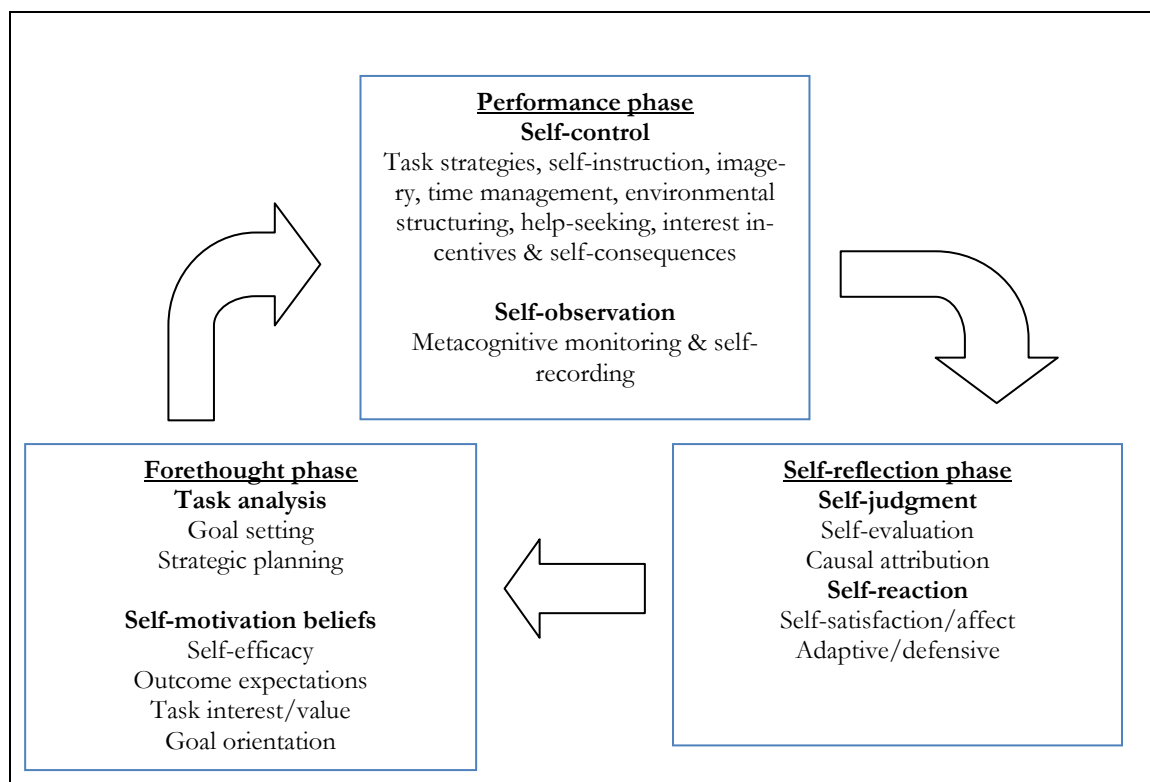 Performance phase
Self-control
Task strategies, self-instruction, image-
ry, time management, environmental
structuring, help-seeking, interest in-
centives & self-consequences
Self-observation
Metacognitive monitoring & self-
recording
Forethought phase
Task analysis
Goal setting
Strategic planning
Self-motivation beliefs
Self-efficacy
Outcome expectations
Task interest/value
Goal orientation
Self-reflection phase
Self-judgment
Self-evaluation
Causal attribution
Self-reaction
Self-satisfaction/affect
Adaptive/defensive